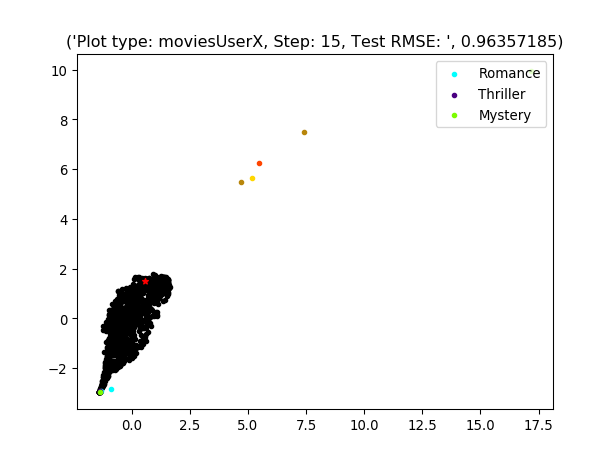 ('Plot type: moviesUserX, Step: 15, Test RMSE: ', 0.96357185)
10
8
6
4
2
0
−2
0.0 2.5 5.0 7.5 10.0 12.5 15.0 17.5
Romance
Thriller
Mystery